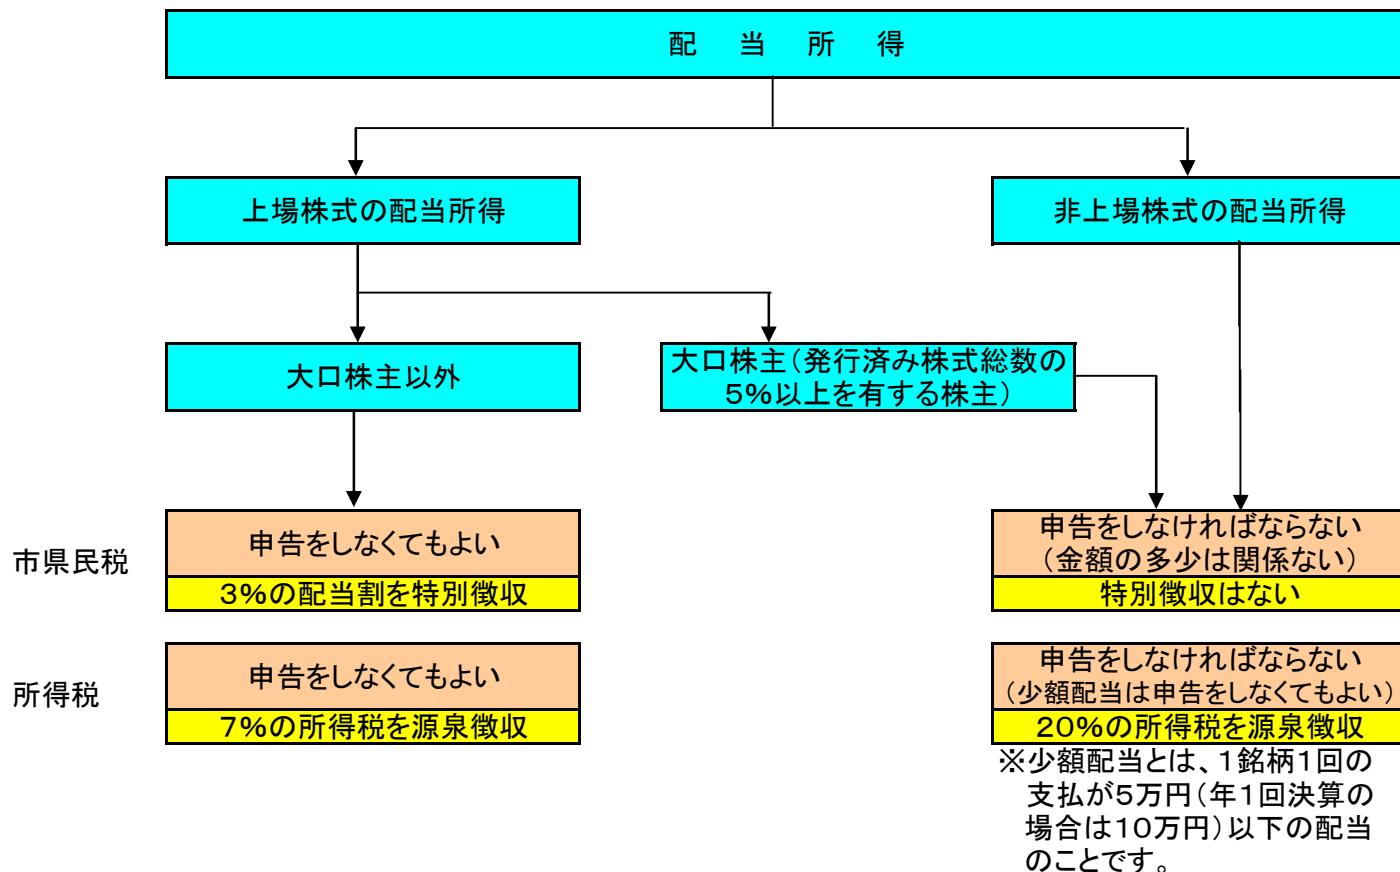 配　当　所　得
上場株式の配当所得
非上場株式の配当所得
大口株主以外
大口株主（発行済み株式総数の
５％以上を有する株主）
市県民税
申告をしなくてもよい
３％の配当割を特別徴収
申告をしなければならない
（金額の多少は関係ない）
特別徴収はない
所得税
申告をしなくてもよい
７％の所得税を源泉徴収
申告をしなければならない
（少額配当は申告をしなくてもよい）
２０％の所得税を源泉徴収
※少額配当とは、１銘柄１回の
支払が５万円（年１回決算の
場合は１０万円）以下の配当
のことです。